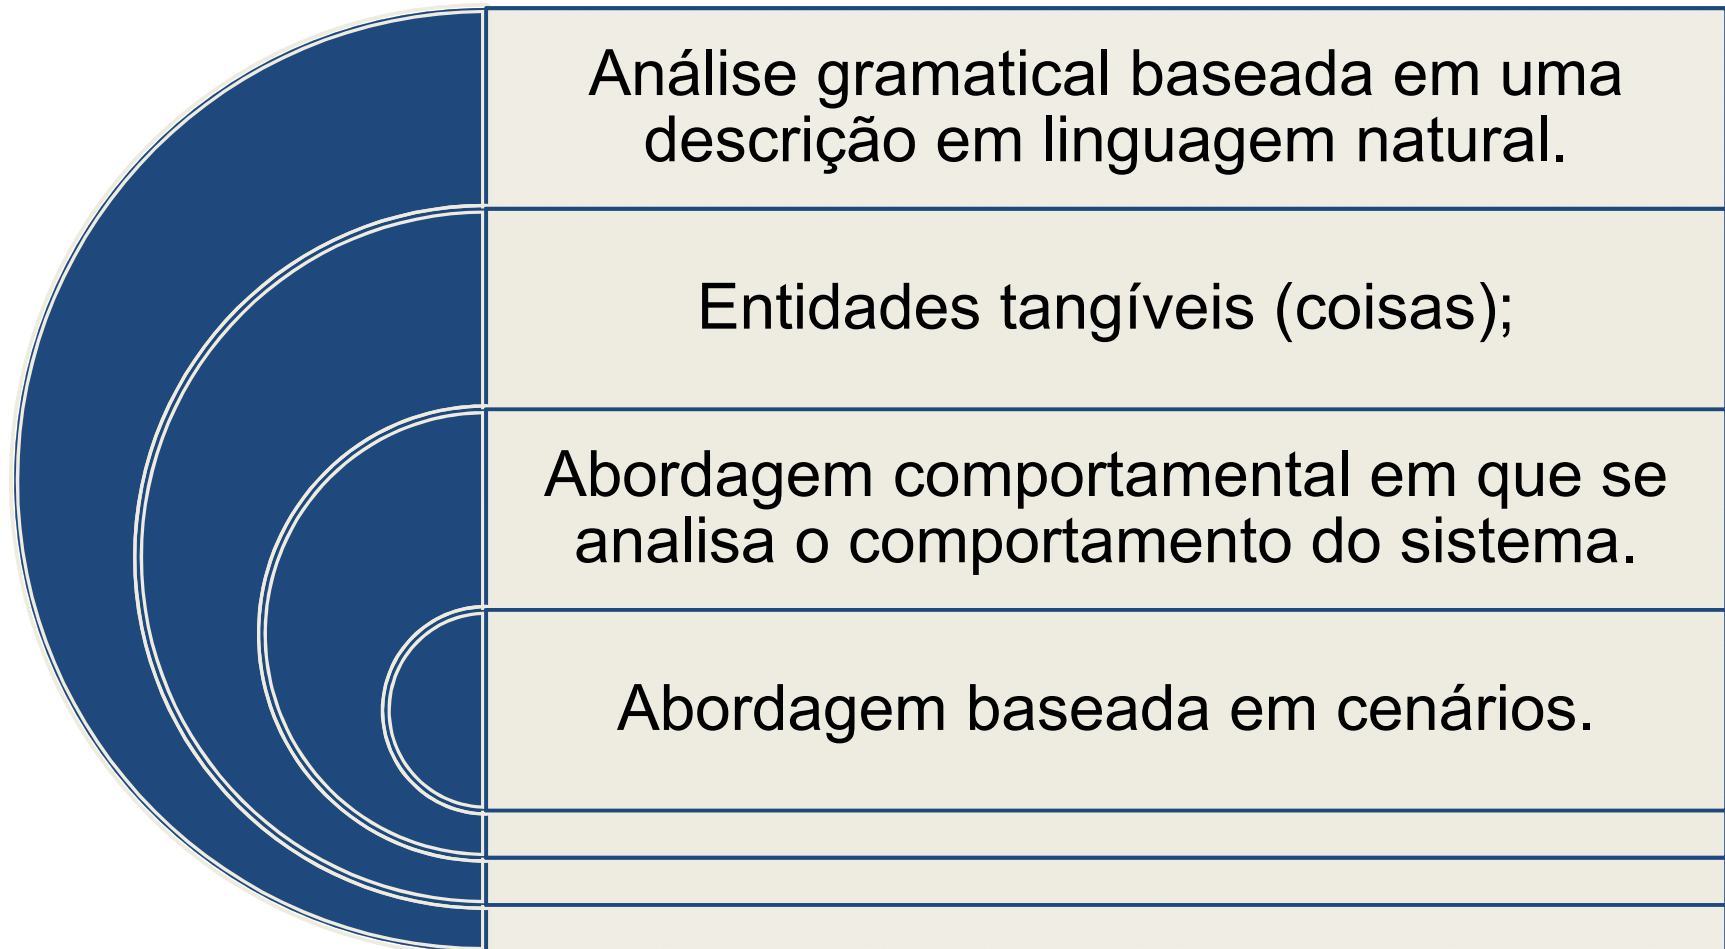 Análise gramatical baseada em uma
descrição em linguagem natural.
Entidades tangíveis (coisas);
Abordagem comportamental em que se
analisa o comportamento do sistema.
Abordagem baseada em cenários.